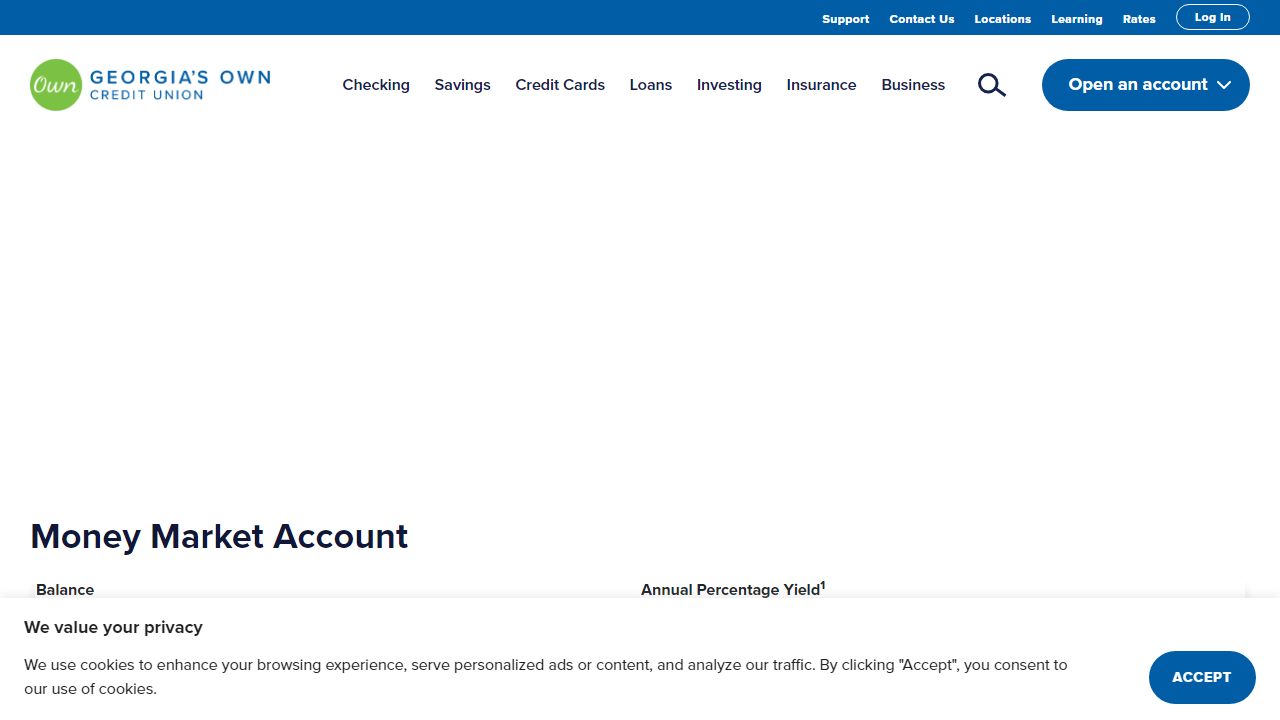 Support Contact Us Locations Learning Rates Log In
Own GEORGIA'S OWN
CREDIT UNION
Checking Savings Credit Cards Loans Investing Insurance Business Open an account
Money Market Account
Balance Annual Percentage Yield¹
We value your privacy
We use cookies to enhance your browsing experience, serve personalized ads or content, and analyze our traffic. By clicking "Accept", you consent to
our use of cookies.
ACCEPT